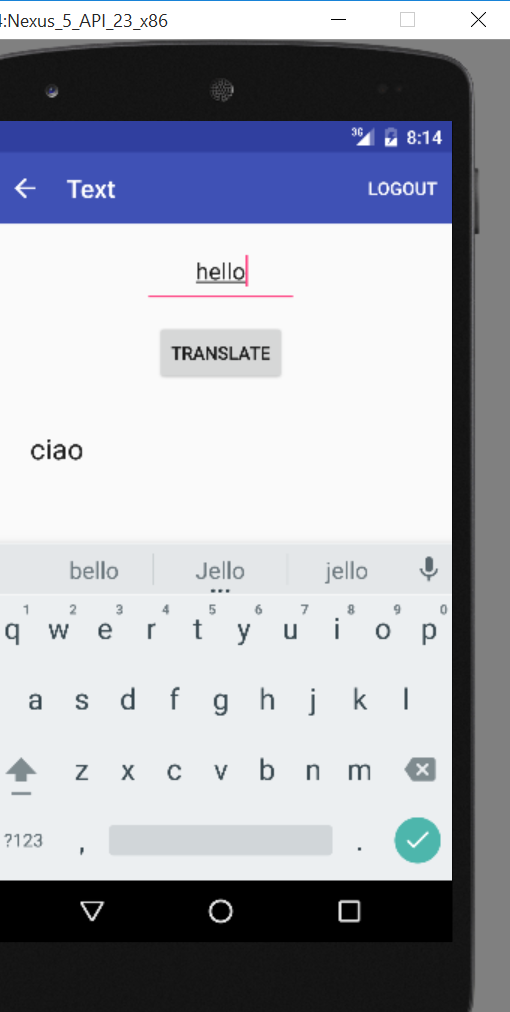 4:Nexus_5_API_23_x86
3G 8:14
Text LOGOUT
hello
TRANSLATE
ciao
bello Jello jello
1 2 3 4 5 6 7 8 9 0
q w e r t y u i o p
a s d f g h j k l
z x c v b n m
?123 , .